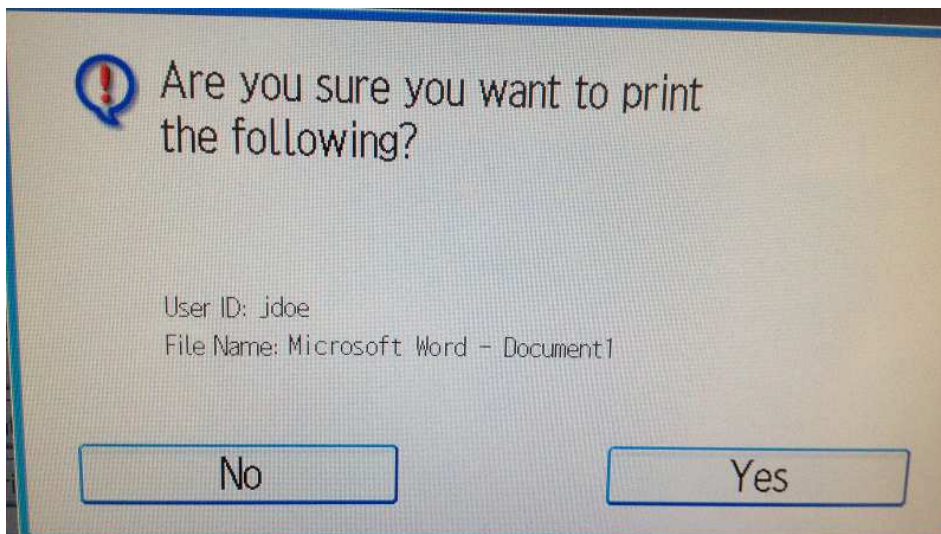 Are you sure you want to print
the following?
User ID: jdoe
File Name: Microsoft Word - Document1
No
Yes